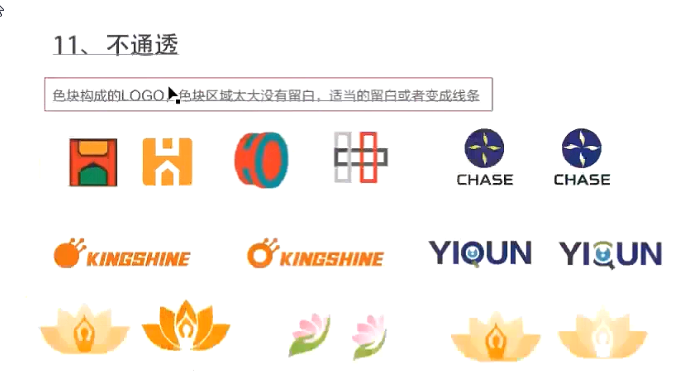 11、不通透
色块构成的LOGO，色块区域太大没有留白，适当的留白或者变成线条
CHASE
CHASE
KINGSHINE
KINGSHINE
YIQUN
YIQUN